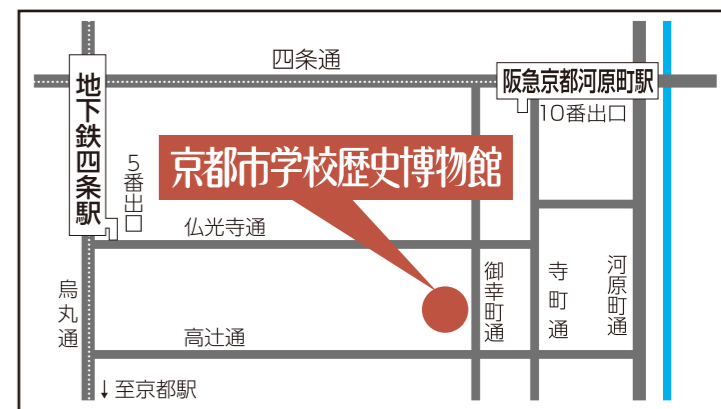 四条通
阪急京都河原町駅
10番出口
地下鉄四条駅
5番出口
京都市学校歴史博物館
仏光寺通
御幸町通
寺町通
河原町通
烏丸通
高辻通
↓至京都駅